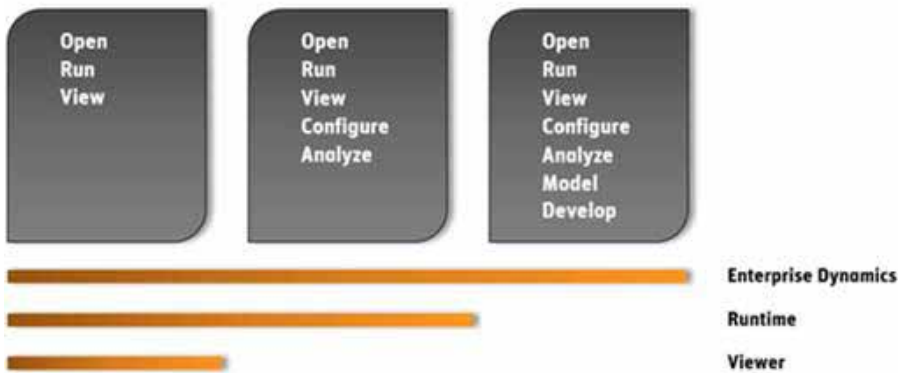 Open
Run
View
Open
Run
View
Configure
Analyze
Open
Run
View
Configure
Analyze
Model
Develop
Enterprise Dynamics
Runtime
Viewer